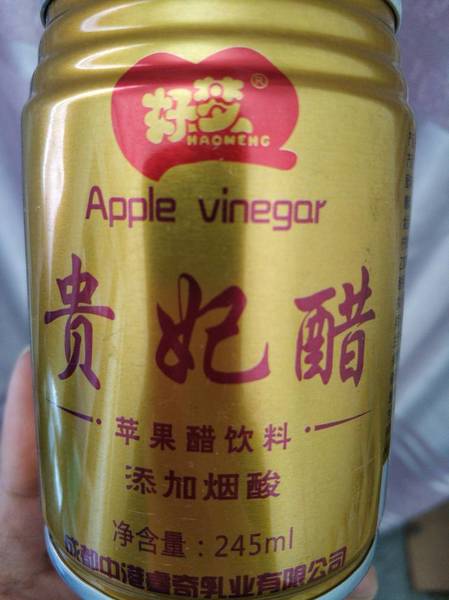 好梦®
HAOMENG
Apple vinegar
贵妃醋
苹果醋饮料
添加烟酸
净含量：245ml
成都中港睿奇乳业有限公司